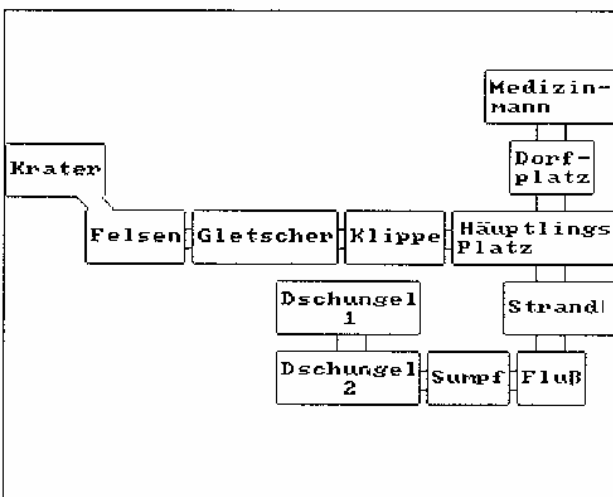 Medizin-
mann
Dorf-
platz
Krater
Felsen
Gletscher
Klippe
Häuptlings
Platz
Dschungel
1
Strand
Dschungel
2
Sumpf
Fluß